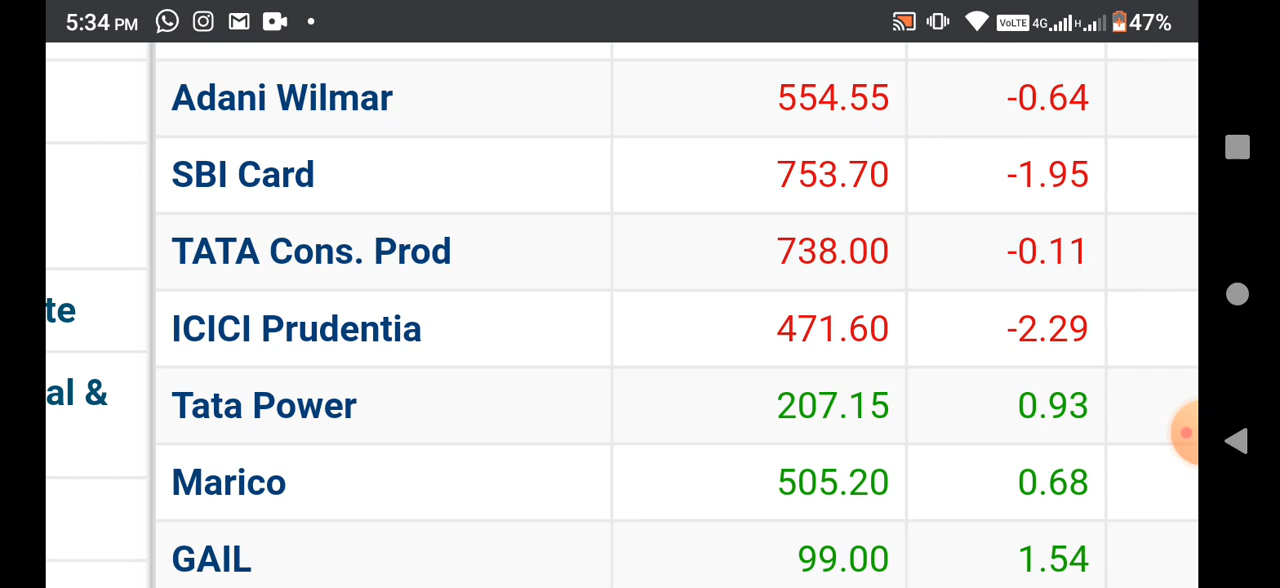 5:34 PM VoLTE 4G H 47%
Adani Wilmar 554.55 -0.64
SBI Card 753.70 -1.95
TATA Cons. Prod 738.00 -0.11
te
ICICI Prudentia 471.60 -2.29
al &
Tata Power 207.15 0.93
Marico 505.20 0.68
GAIL 99.00 1.54